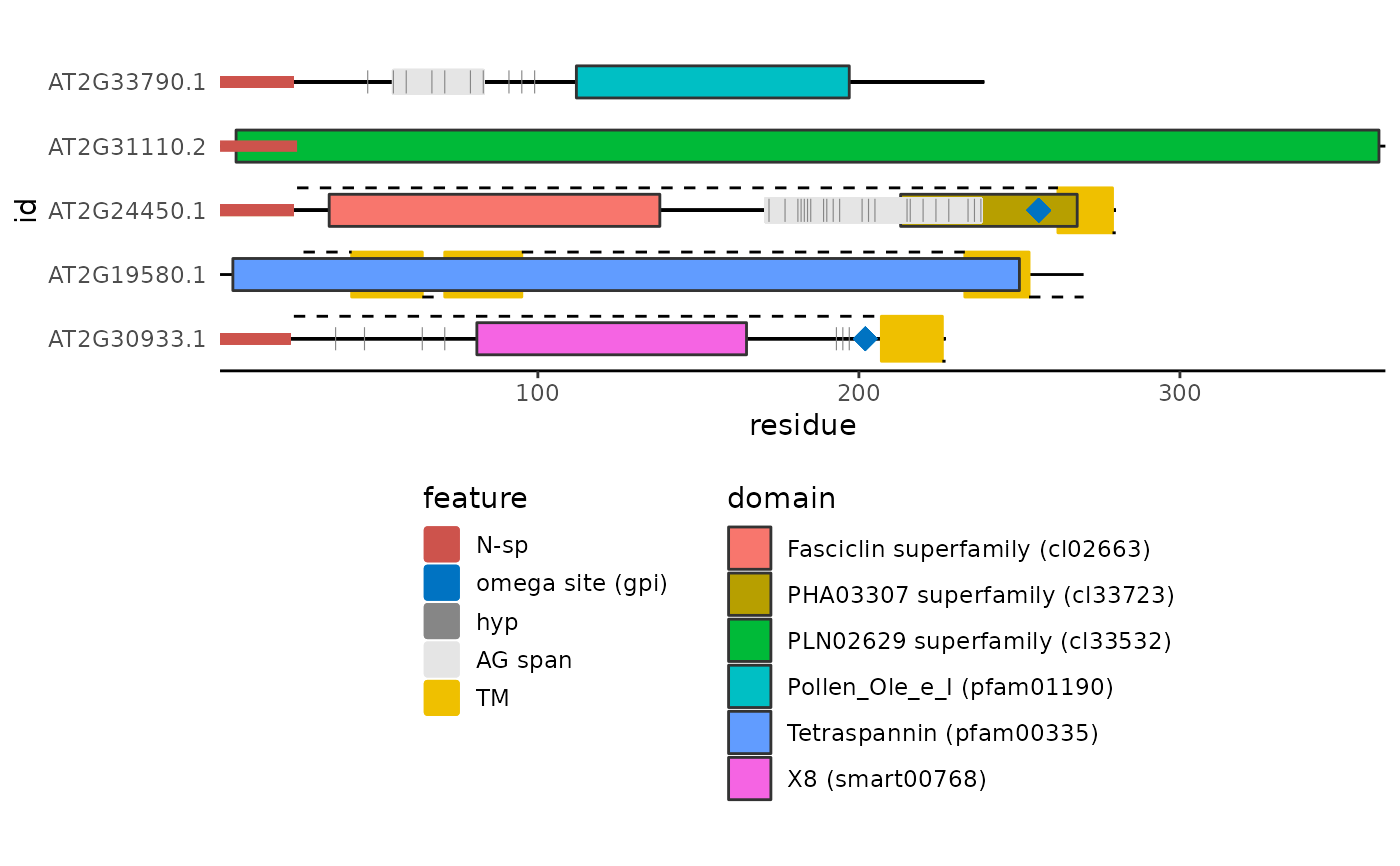 AT2G33790.1
AT2G31110.2
AT2G24450.1
AT2G19580.1
AT2G30933.1
id
100 200 300
residue
feature
N-sp
omega site (gpi)
hyp
AG span
TM
domain
Fasciclin superfamily (cl02663)
PHA03307 superfamily (cl33723)
PLN02629 superfamily (cl33532)
Pollen_Ole_e_I (pfam01190)
Tetraspannin (pfam00335)
X8 (smart00768)